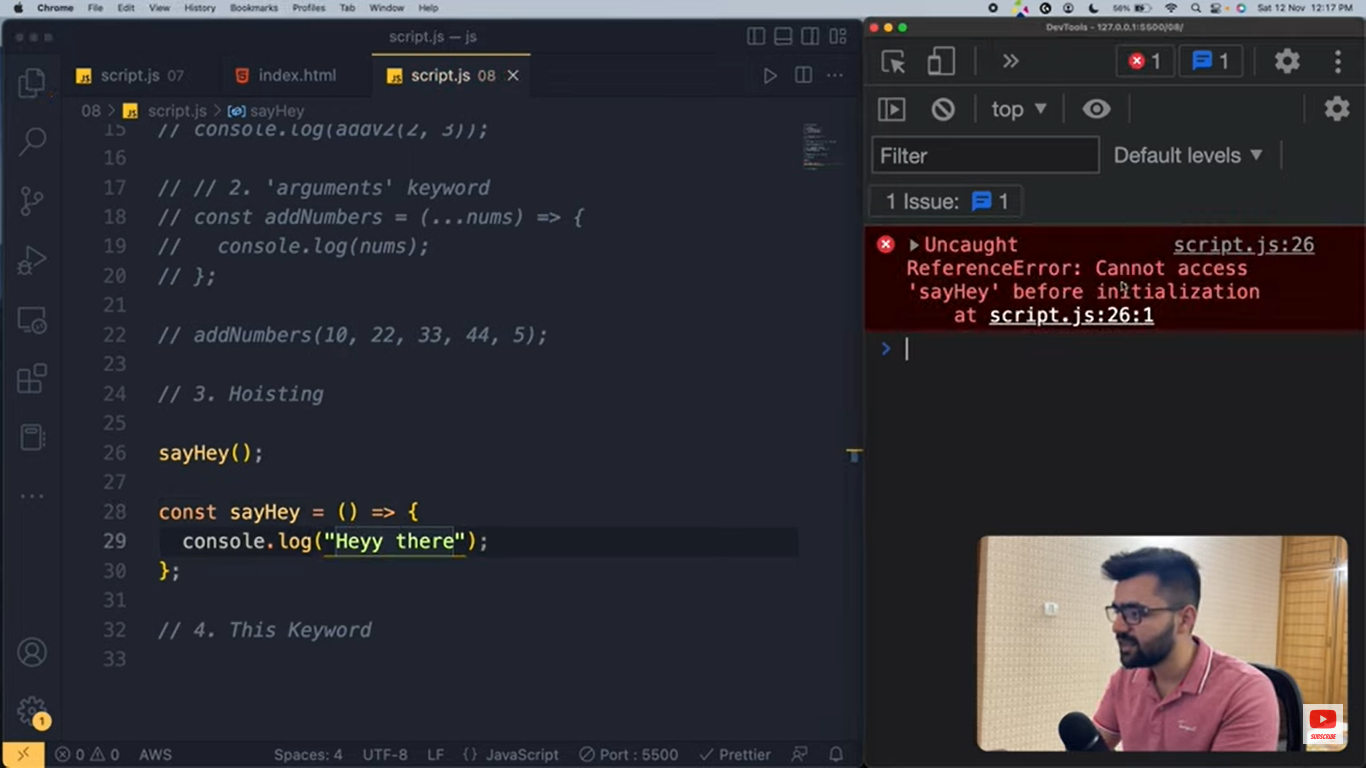 Chrome File Edit View History Bookmarks Profiles Tab Window Help 56% Sat 12 Nov 12:17 PM
script.js — js
DevTools - 127.0.0.1:5500/08/
script.js 07 index.html script.js 08
08 > script.js > sayHey
15 // console.log(addV2(2, 3));
16
17 // // 2. 'arguments' keyword
18 // const addNumbers = (...nums) => {
19 //   console.log(nums);
20 // };
21
22 // addNumbers(10, 22, 33, 44, 5);
23
24 // 3. Hoisting
25
26 sayHey();
27
28 const sayHey = () => {
29   console.log("Heyy there");
30 };
31
32 // 4. This Keyword
33
1
0 0 AWS Spaces: 4 UTF-8 LF {} JavaScript Port : 5500 Prettier
1 1
top
Filter Default levels
1 Issue: 1
Uncaught script.js:26
ReferenceError: Cannot access
'sayHey' before initialization
at script.js:26:1
>
SUBSCRIBE